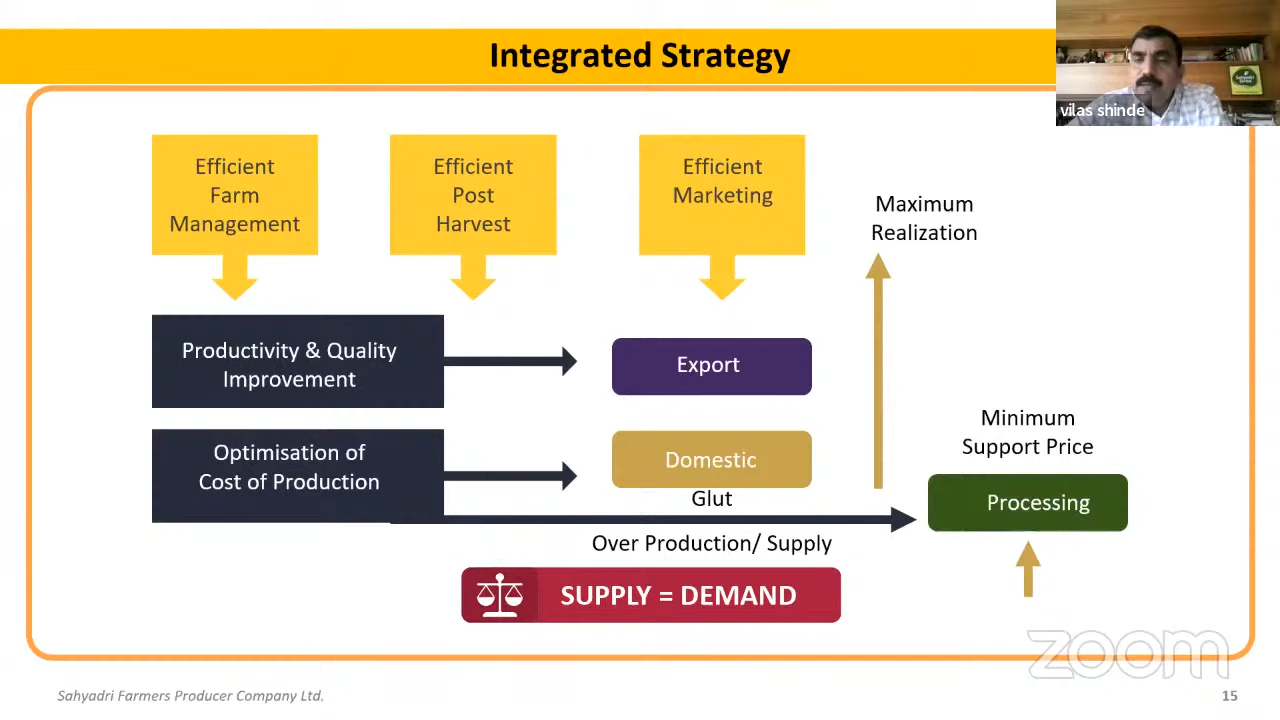 Integrated Strategy
vilas shinde
Efficient
Farm
Management
Efficient
Post
Harvest
Efficient
Marketing
Maximum
Realization
Productivity & Quality
Improvement
Export
Optimisation of
Cost of Production
Domestic
Glut
Minimum
Support Price
Processing
Over Production/ Supply
SUPPLY = DEMAND
zoom
Sahyadri Farmers Producer Company Ltd.
15